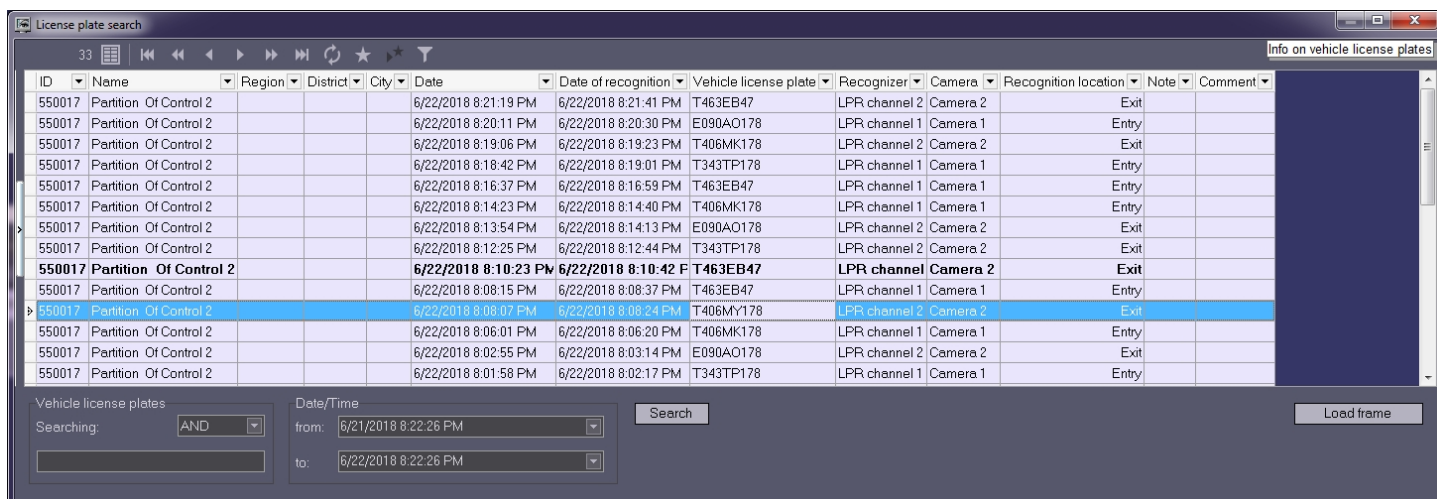 License plate search
33
Info on vehicle license plates
ID Name Region District City Date Date of recognition Vehicle license plate Recognizer Camera Recognition location Note Comment
550017 Partition Of Control 2 6/22/2018 8:21:19 PM 6/22/2018 8:21:41 PM T463EB47 LPR channel 2 Camera 2 Exit
550017 Partition Of Control 2 6/22/2018 8:20:11 PM 6/22/2018 8:20:30 PM E090AO178 LPR channel 1 Camera 1 Entry
550017 Partition Of Control 2 6/22/2018 8:19:06 PM 6/22/2018 8:19:23 PM T406MK178 LPR channel 2 Camera 2 Exit
550017 Partition Of Control 2 6/22/2018 8:18:42 PM 6/22/2018 8:19:01 PM T343TP178 LPR channel 1 Camera 1 Entry
550017 Partition Of Control 2 6/22/2018 8:16:37 PM 6/22/2018 8:16:59 PM T463EB47 LPR channel 1 Camera 1 Entry
550017 Partition Of Control 2 6/22/2018 8:14:23 PM 6/22/2018 8:14:40 PM T406MK178 LPR channel 1 Camera 1 Entry
550017 Partition Of Control 2 6/22/2018 8:13:54 PM 6/22/2018 8:14:13 PM E090AO178 LPR channel 2 Camera 2 Exit
550017 Partition Of Control 2 6/22/2018 8:12:25 PM 6/22/2018 8:12:44 PM T343TP178 LPR channel 2 Camera 2 Exit
550017 Partition Of Control 2 6/22/2018 8:10:23 PM 6/22/2018 8:10:42 P T463EB47 LPR channel Camera 2 Exit
550017 Partition Of Control 2 6/22/2018 8:08:15 PM 6/22/2018 8:08:37 PM T463EB47 LPR channel 1 Camera 1 Entry
550017 Partition Of Control 2 6/22/2018 8:08:07 PM 6/22/2018 8:08:24 PM T406MY178 LPR channel 2 Camera 2 Exit
550017 Partition Of Control 2 6/22/2018 8:06:01 PM 6/22/2018 8:06:20 PM T406MK178 LPR channel 1 Camera 1 Entry
550017 Partition Of Control 2 6/22/2018 8:02:55 PM 6/22/2018 8:03:14 PM E090AO178 LPR channel 2 Camera 2 Exit
550017 Partition Of Control 2 6/22/2018 8:01:58 PM 6/22/2018 8:02:17 PM T343TP178 LPR channel 1 Camera 1 Entry
Vehicle license plates Date/Time
Searching: AND from: 6/21/2018 8:22:26 PM Search Load frame
to: 6/22/2018 8:22:26 PM